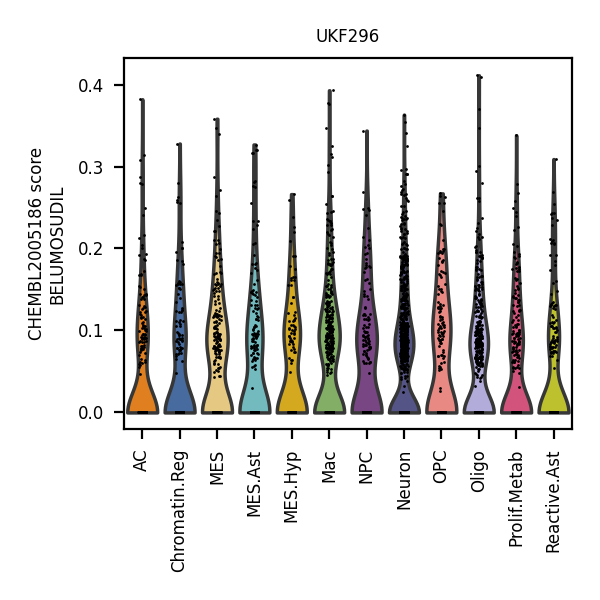 UKF296
CHEMBL2005186 score
BELUMOSUDIL
0.4
0.3
0.2
0.1
0.0
AC
Chromatin.Reg
MES
MES.Ast
MES.Hyp
Mac
NPC
Neuron
OPC
Oligo
Prolif.Metab
Reactive.Ast